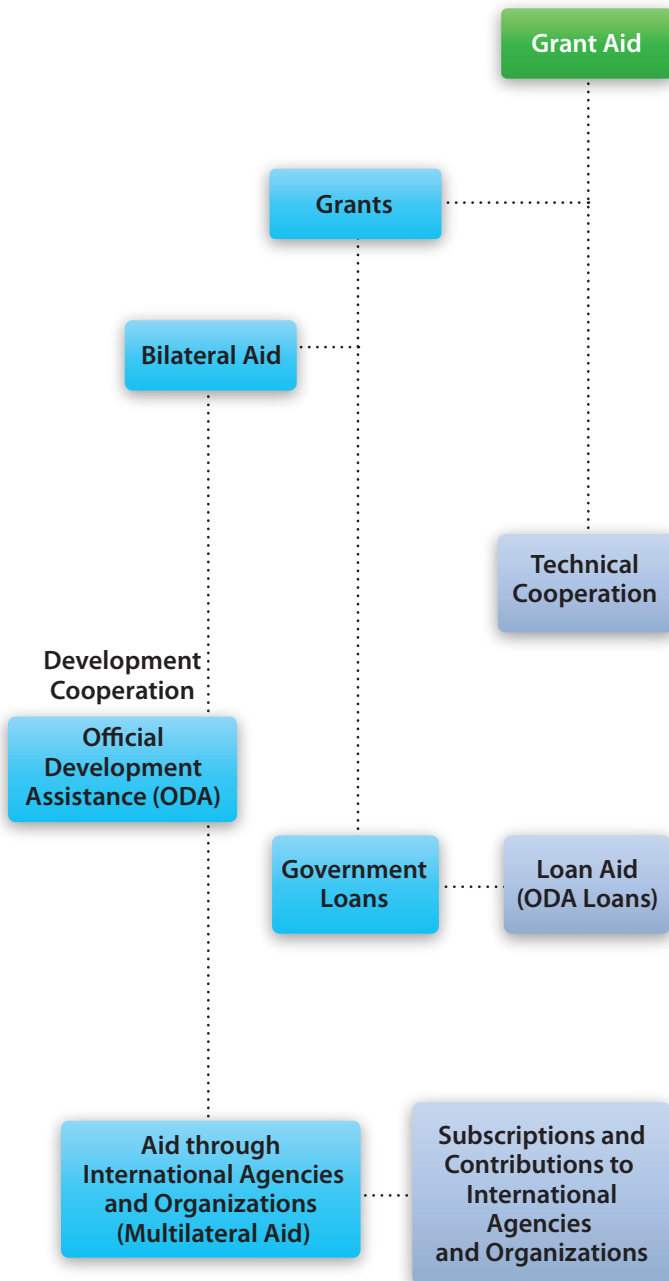 Grant Aid
Grants
Bilateral Aid
Technical
Cooperation
Development
Cooperation
Official
Development
Assistance (ODA)
Government
Loans
Loan Aid
(ODA Loans)
Aid through
International Agencies
and Organizations
(Multilateral Aid)
Subscriptions and
Contributions to
International
Agencies
and Organizations